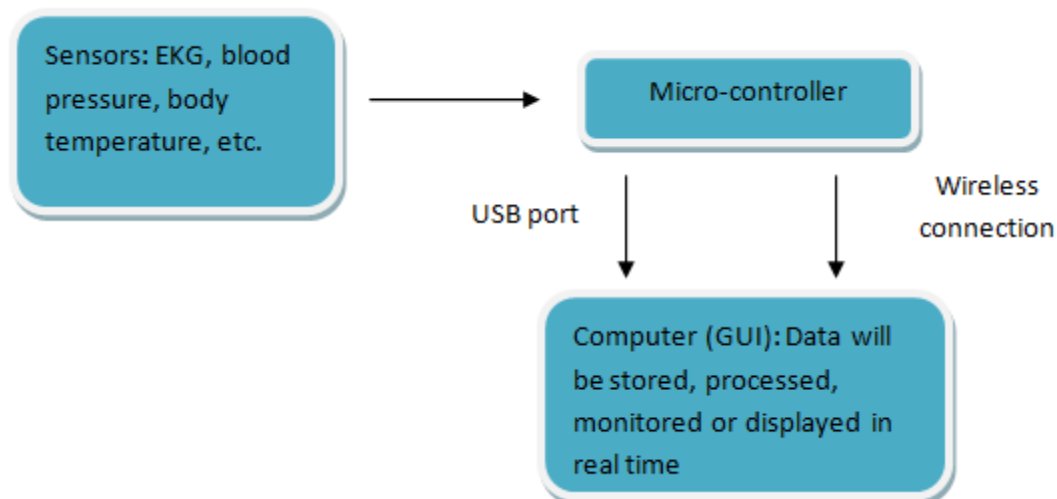 Sensors: EKG, blood
pressure, body
temperature, etc.
Micro-controller
USB port
Wireless
connection
Computer (GUI): Data will
be stored, processed,
monitored or displayed in
real time